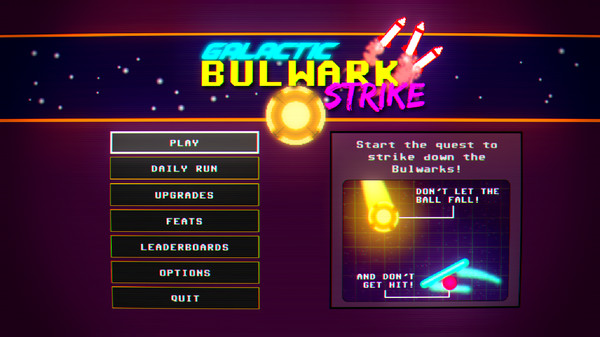 GALACTIC
BULWARK
STRIKE
PLAY
DAILY RUN
UPGRADES
FEATS
LEADERBOARDS
OPTIONS
QUIT
Start the quest to
strike down the
Bulwarks!
DON'T LET THE
BALL FALL!
AND DON'T
GET HIT!